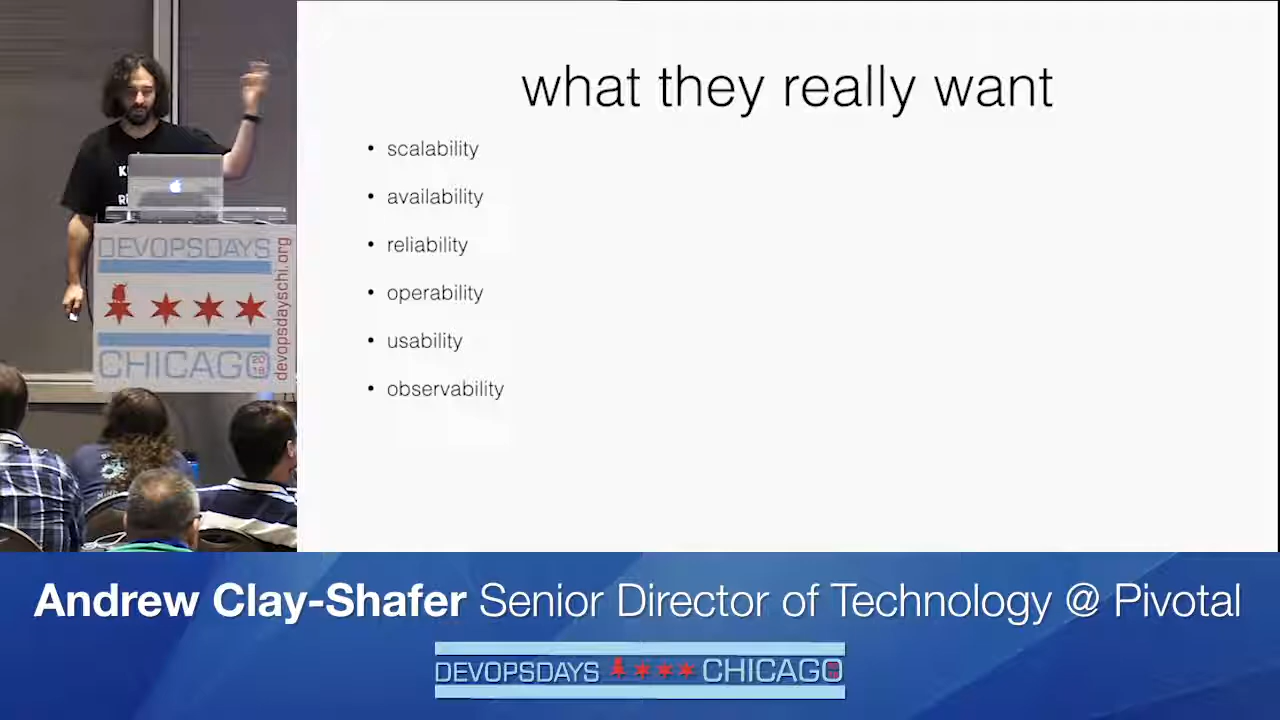 what they really want
• scalability
• availability
• reliability
• operability
• usability
• observability
DEVOPSDAYS
CHICAGO
devopsdayschi.org
Andrew Clay-Shafer Senior Director of Technology @ Pivotal
DEVOPSDAYS CHICAGO